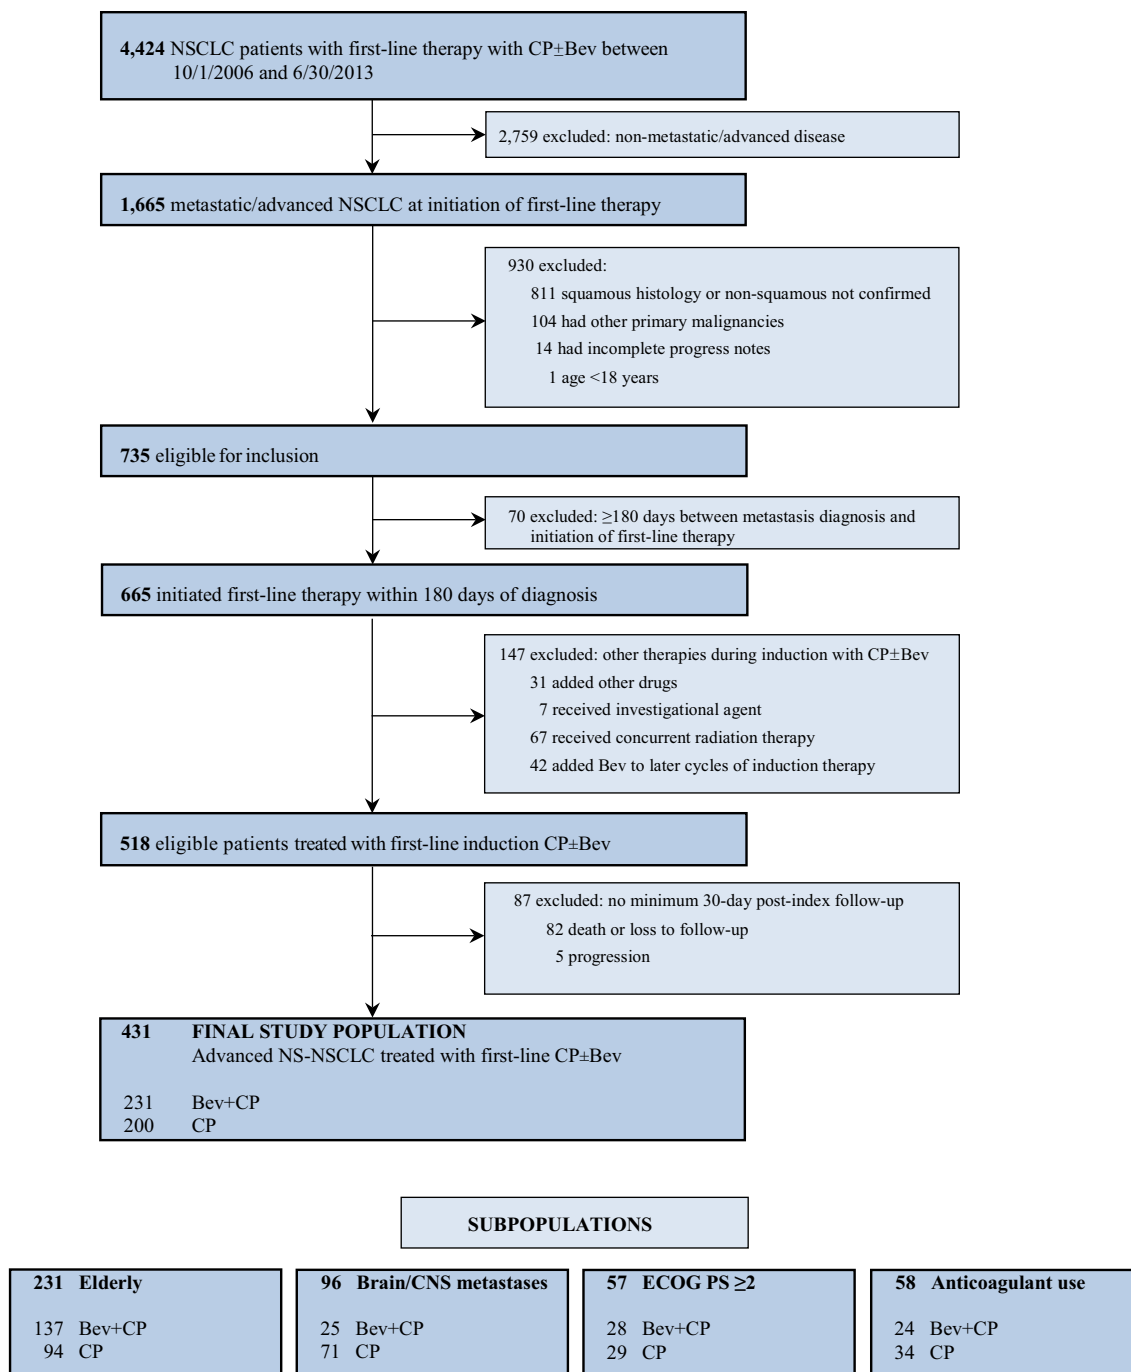 4,424 NSCLC patients with first-line therapy with CP±Bev between
10/1/2006 and 6/30/2013
2,759 excluded: non-metastatic/advanced disease
1,665 metastatic/advanced NSCLC at initiation of first-line therapy
930 excluded:
811 squamous histology or non-squamous not confirmed
104 had other primary malignancies
14 had incomplete progress notes
1 age <18 years
735 eligible for inclusion
70 excluded: ≥180 days between metastasis diagnosis and
initiation of first-line therapy
665 initiated first-line therapy within 180 days of diagnosis
147 excluded: other therapies during induction with CP±Bev
31 added other drugs
7 received investigational agent
67 received concurrent radiation therapy
42 added Bev to later cycles of induction therapy
518 eligible patients treated with first-line induction CP±Bev
87 excluded: no minimum 30-day post-index follow-up
82 death or loss to follow-up
5 progression
431 FINAL STUDY POPULATION
Advanced NS-NSCLC treated with first-line CP±Bev
231 Bev+CP
200 CP
SUBPOPULATIONS
231 Elderly
137 Bev+CP
94 CP
96 Brain/CNS metastases
25 Bev+CP
71 CP
57 ECOG PS ≥2
28 Bev+CP
29 CP
58 Anticoagulant use
24 Bev+CP
34 CP